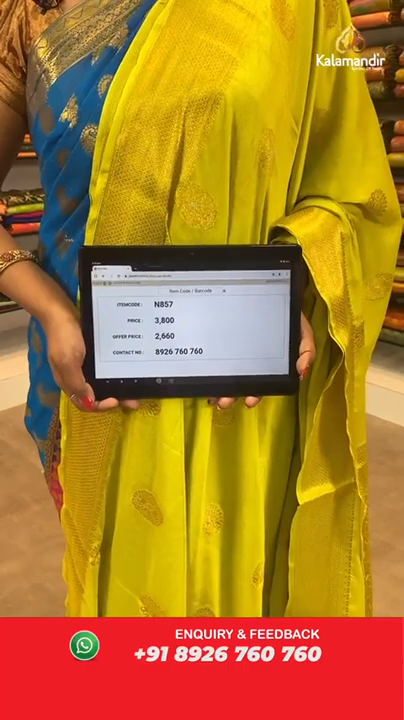 Kalamandir
Item Code / Barcode
ITEMCODE : N857
PRICE : 3,800
OFFER PRICE : 2,660
CONTACT NO : 8926 760 760
ENQUIRY & FEEDBACK
+91 8926 760 760